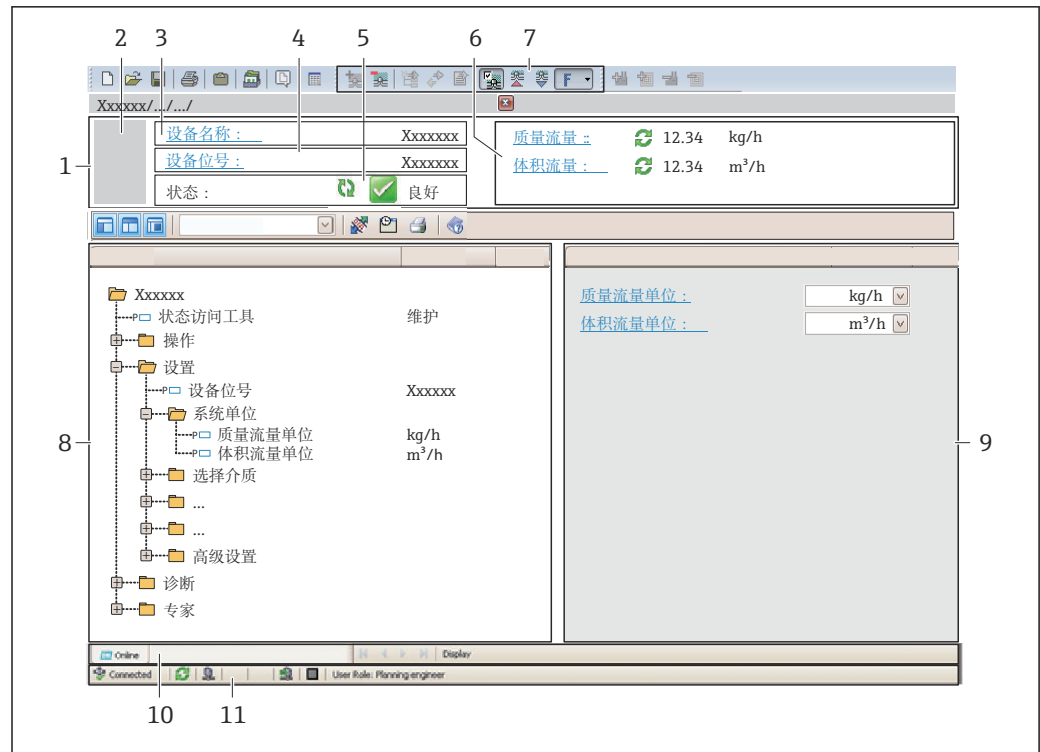 2 3 4 5 6 7
F
Xxxxxx/.../.../
1
设备名称： Xxxxxxx
设备位号： Xxxxxxx
状态： 良好
质量流量:: 12.34 kg/h
体积流量： 12.34 m³/h
Xxxxxx
P 状态访问工具 维护
操作
设置
P 设备位号 Xxxxxx
系统单位
P 质量流量单位 kg/h
P 体积流量单位 m³/h
选择介质
...
...
高级设置
诊断
专家
8
质量流量单位： kg/h
体积流量单位： m³/h
9
Online Display
Connected User Role: Planning engineer
10 11